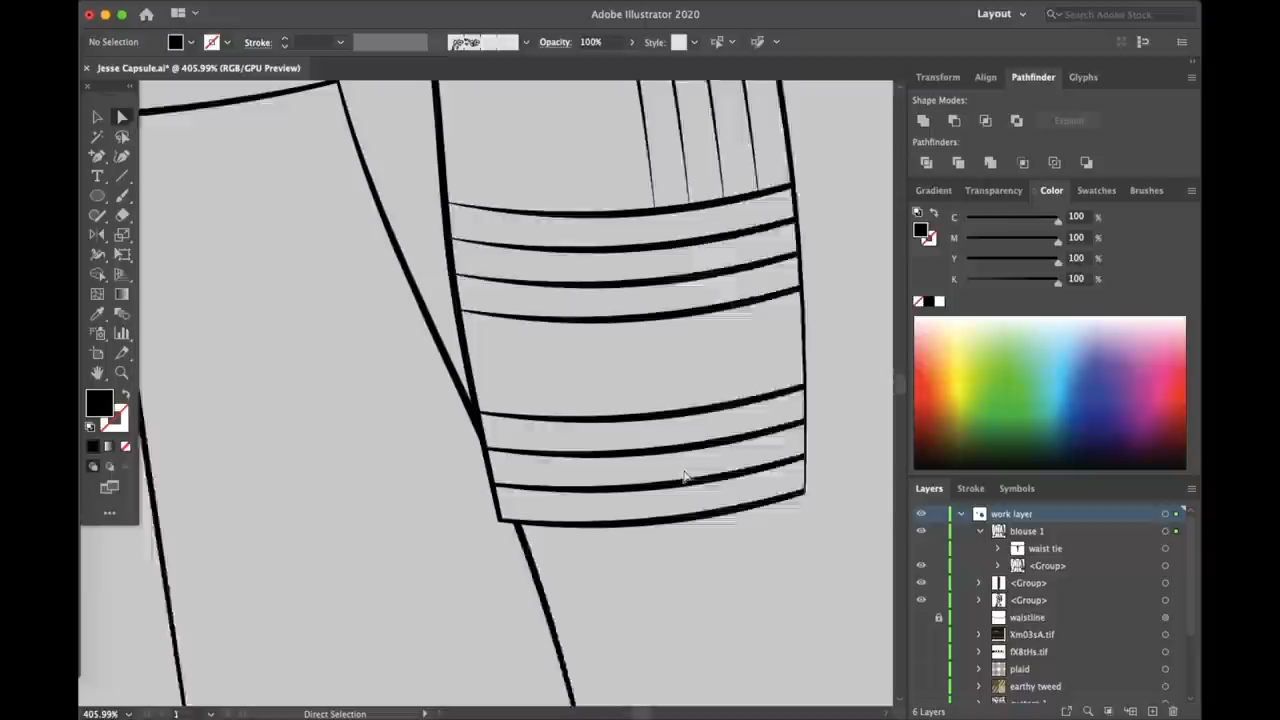 Adobe Illustrator 2020
Layout
Search Adobe Stock
No Selection
Stroke:
Opacity:
100%
Style:
Jesse Capsule.ai* @ 405.99% (RGB/GPU Preview)
Transform
Align
Pathfinder
Glyphs
Shape Modes:
Expand
Pathfinders:
Gradient
Transparency
Color
Swatches
Brushes
C
100
%
M
100
%
Y
100
%
K
100
%
Layers
Stroke
Symbols
work layer
blouse 1
waist tie
<Group>
<Group>
<Group>
waistline
Xm03sA.tif
fX8tHs.tif
plaid
earthy tweed
6 Layers
405.99%
1
Direct Selection